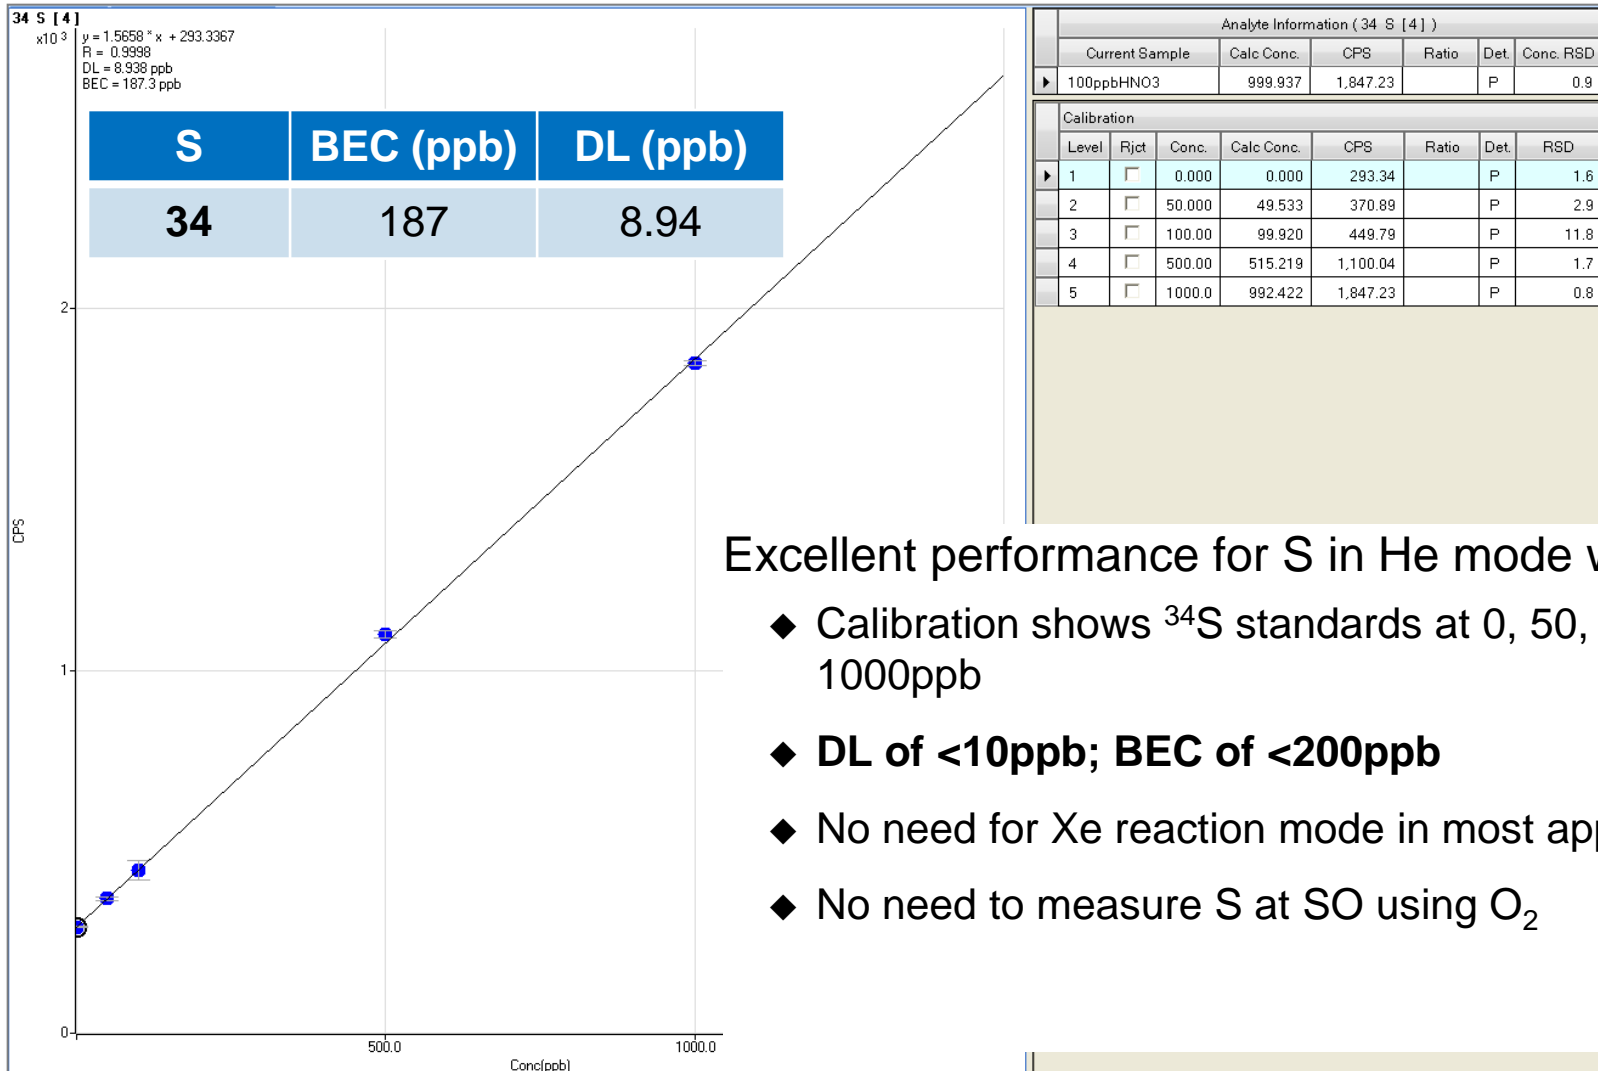 34 S [4]
x10 3
y = 1.5658 * x + 293.3367
R = 0.9998
DL = 8.938 ppb
BEC = 187.3 ppb
S BEC (ppb) DL (ppb)
34 187 8.94
2
1
0
CPS
500.0 1000.0
Conc(ppb)
Analyte Information ( 34 S [4] )
Current Sample Calc Conc. CPS Ratio Det. Conc. RSD
100ppbHNO3 999.937 1,847.23 P 0.9
Calibration
Level Rjct Conc. Calc Conc. CPS Ratio Det. RSD
1 0.000 0.000 293.34 P 1.6
2 50.000 49.533 370.89 P 2.9
3 100.00 99.920 449.79 P 11.8
4 500.00 515.219 1,100.04 P 1.7
5 1000.0 992.422 1,847.23 P 0.8
Excellent performance for S in He mode
◆ Calibration shows ³⁴S standards at 0, 50,
1000ppb
◆ DL of <10ppb; BEC of <200ppb
◆ No need for Xe reaction mode in most
◆ No need to measure S at SO using O₂